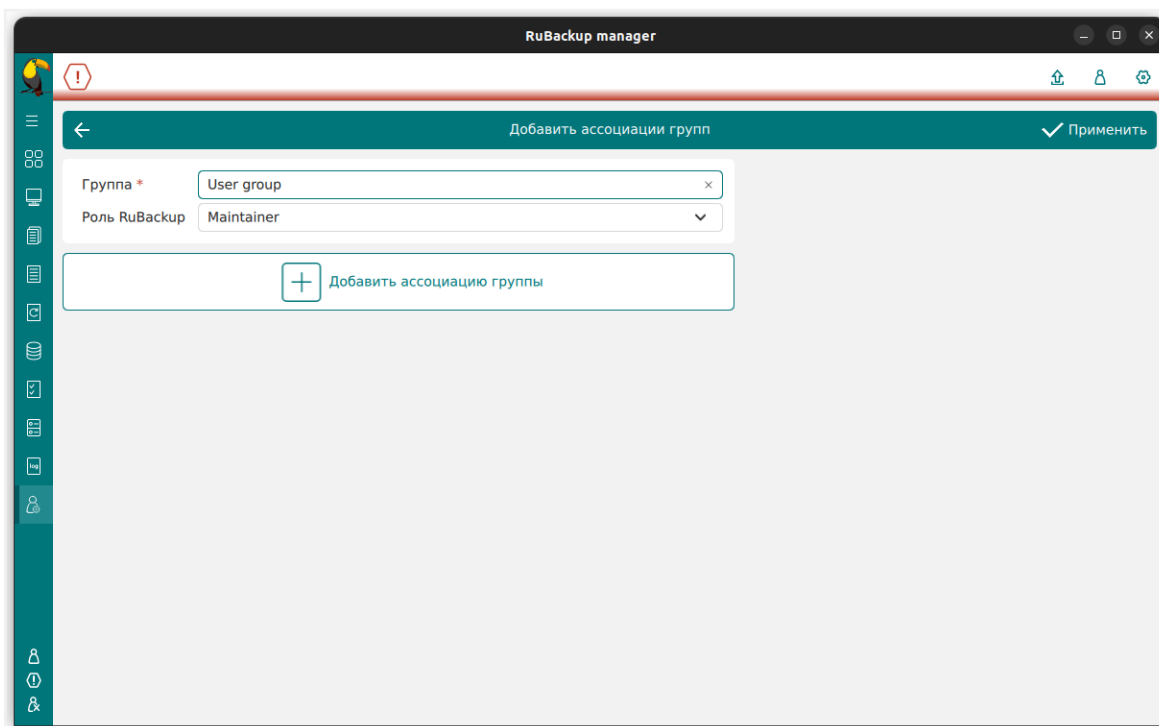 RuBackup manager
Добавить ассоциации групп
Применить
Группа *
User group
Роль RuBackup
Maintainer
Добавить ассоциацию группы
log